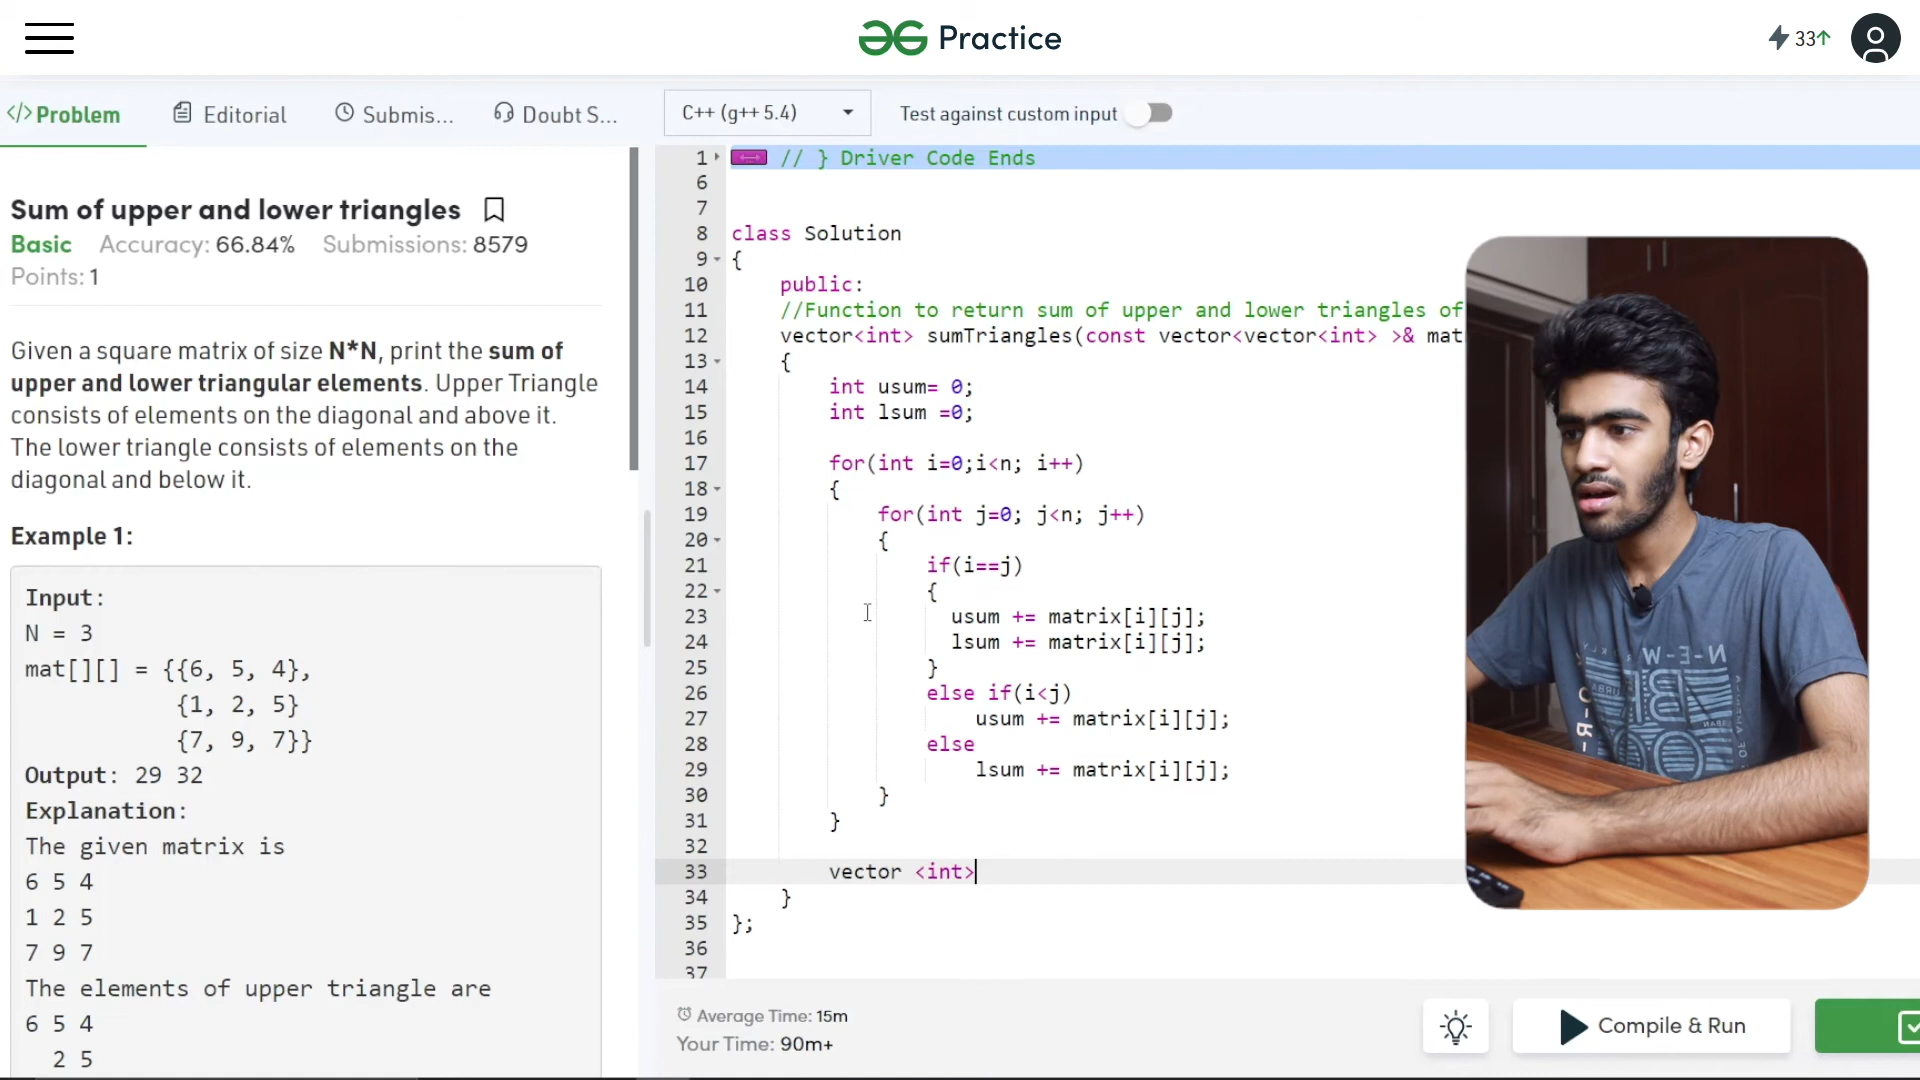 Practice
33↑
</> Problem
Editorial
Submis...
Doubt S...
C++ (g++ 5.4)
Test against custom input
Sum of upper and lower triangles
Basic Accuracy: 66.84% Submissions: 8579
Points: 1
Given a square matrix of size N*N, print the sum of
upper and lower triangular elements. Upper Triangle
consists of elements on the diagonal and above it.
The lower triangle consists of elements on the
diagonal and below it.
Example 1:
Input:
N = 3
mat[][] = {{6, 5, 4},
{1, 2, 5}
{7, 9, 7}}
Output: 29 32
Explanation:
The given matrix is
6 5 4
1 2 5
7 9 7
The elements of upper triangle are
6 5 4
2 5
1 // } Driver Code Ends
6
7
8 class Solution
9 {
10 public:
11 //Function to return sum of upper and lower triangles of
12 vector<int> sumTriangles(const vector<vector<int> >& mat
13 {
14 int usum= 0;
15 int lsum =0;
16
17 for(int i=0;i<n; i++)
18 {
19 for(int j=0; j<n; j++)
20 {
21 if(i==j)
22 {
23 usum += matrix[i][j];
24 lsum += matrix[i][j];
25 }
26 else if(i<j)
27 usum += matrix[i][j];
28 else
29 lsum += matrix[i][j];
30 }
31 }
32
33 vector <int>
34 }
35 };
36
37
Average Time: 15m
Your Time: 90m+
Compile & Run